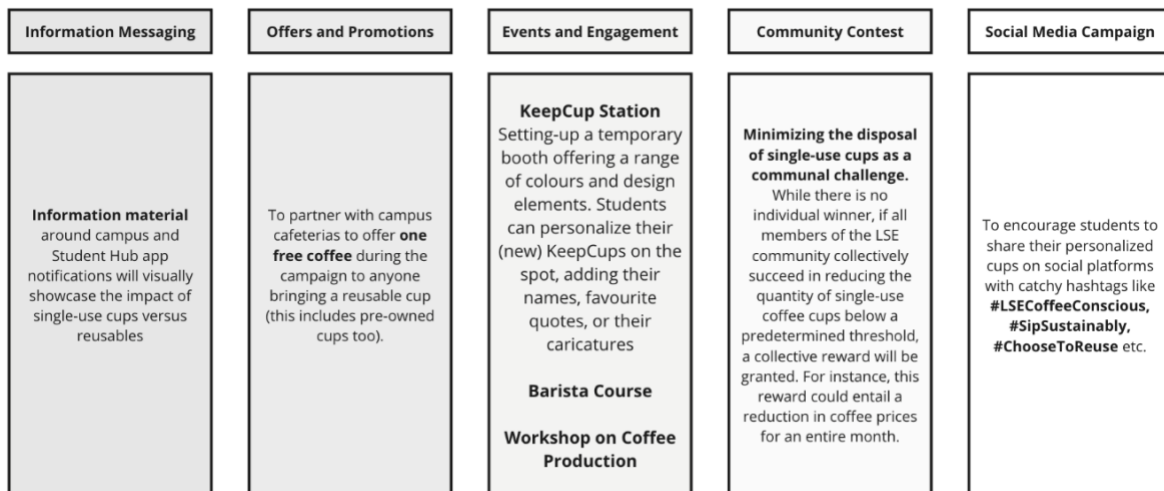 Information Messaging
Offers and Promotions
Events and Engagement
Community Contest
Social Media Campaign
Information material
around campus and
Student Hub app
notifications will visually
showcase the impact of
single-use cups versus
reusables
To partner with campus
cafeterias to offer one
free coffee during the
campaign to anyone
bringing a reusable cup
(this includes pre-owned
cups too).
KeepCup Station
Setting-up a temporary
booth offering a range
of colours and design
elements. Students
can personalize their
(new) KeepCups on the
spot, adding their
names, favourite
quotes, or their
caricatures
Barista Course
Workshop on Coffee
Production
Minimizing the disposal
of single-use cups as a
communal challenge.
While there is no
individual winner, if all
members of the LSE
community collectively
succeed in reducing the
quantity of single-use
coffee cups below a
predetermined threshold,
a collective reward will be
granted. For instance, this
reward could entail a
reduction in coffee prices
for an entire month.
To encourage students to
share their personalized
cups on social platforms
with catchy hashtags like
#LSECoffeeConscious,
#SipSustainably,
#ChooseToReuse etc.